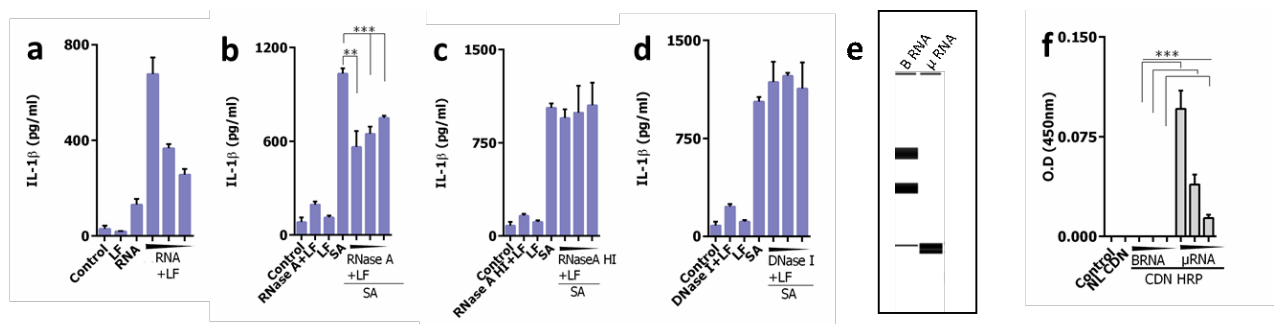 a
800
400
0
IL-1β (pg/ml)
Control
LF
RNA
RNA
+LF
b
1200
600
0
IL-1β (pg/ml)
***
**
Control
RNase A+LF
LF
SA
RNase A
+LF
SA
c
1500
750
0
IL-1β (pg/ml)
Control
RNase A HI+LF
LF
SA
RNaseA HI
+LF
SA
d
1500
750
0
IL-1β (pg/ml)
Control
DNase I+LF
LF
SA
DNase I
+LF
SA
e
B RNA
µ RNA
f
0.150
0.075
0.000
O.D (450nm)
***
Control
NL CDN
BRNA
µRNA
CDN HRP